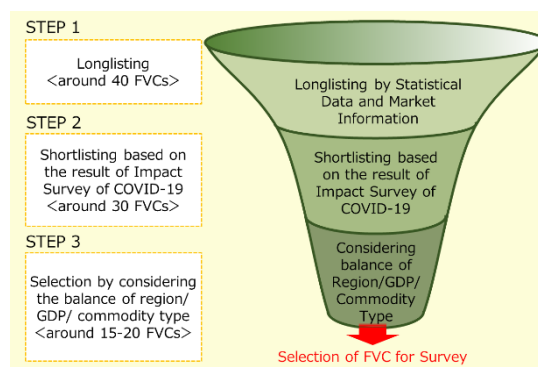 STEP 1
Longlisting
<around 40 FVCs>
STEP 2
Shortlisting based on
the result of Impact
Survey of COVID-19
<around 30 FVCs>
STEP 3
Selection by considering
the balance of region/
GDP/ commodity type
<around 15-20 FVCs>
Longlisting by Statistical
Data and Market
Information
Shortlisting based
on the result of
Impact Survey of
COVID-19
Considering
balance of
Region/GDP/
Commodity
Type
Selection of FVC for Survey